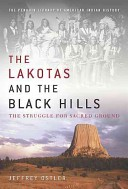 THE PENGUIN LIBRARY OF AMERICAN INDIAN HISTORY
THE
LAKOTAS
AND THE
BLACK HILLS
THE STRUGGLE FOR SACRED GROUND
JEFFREY OSTLER